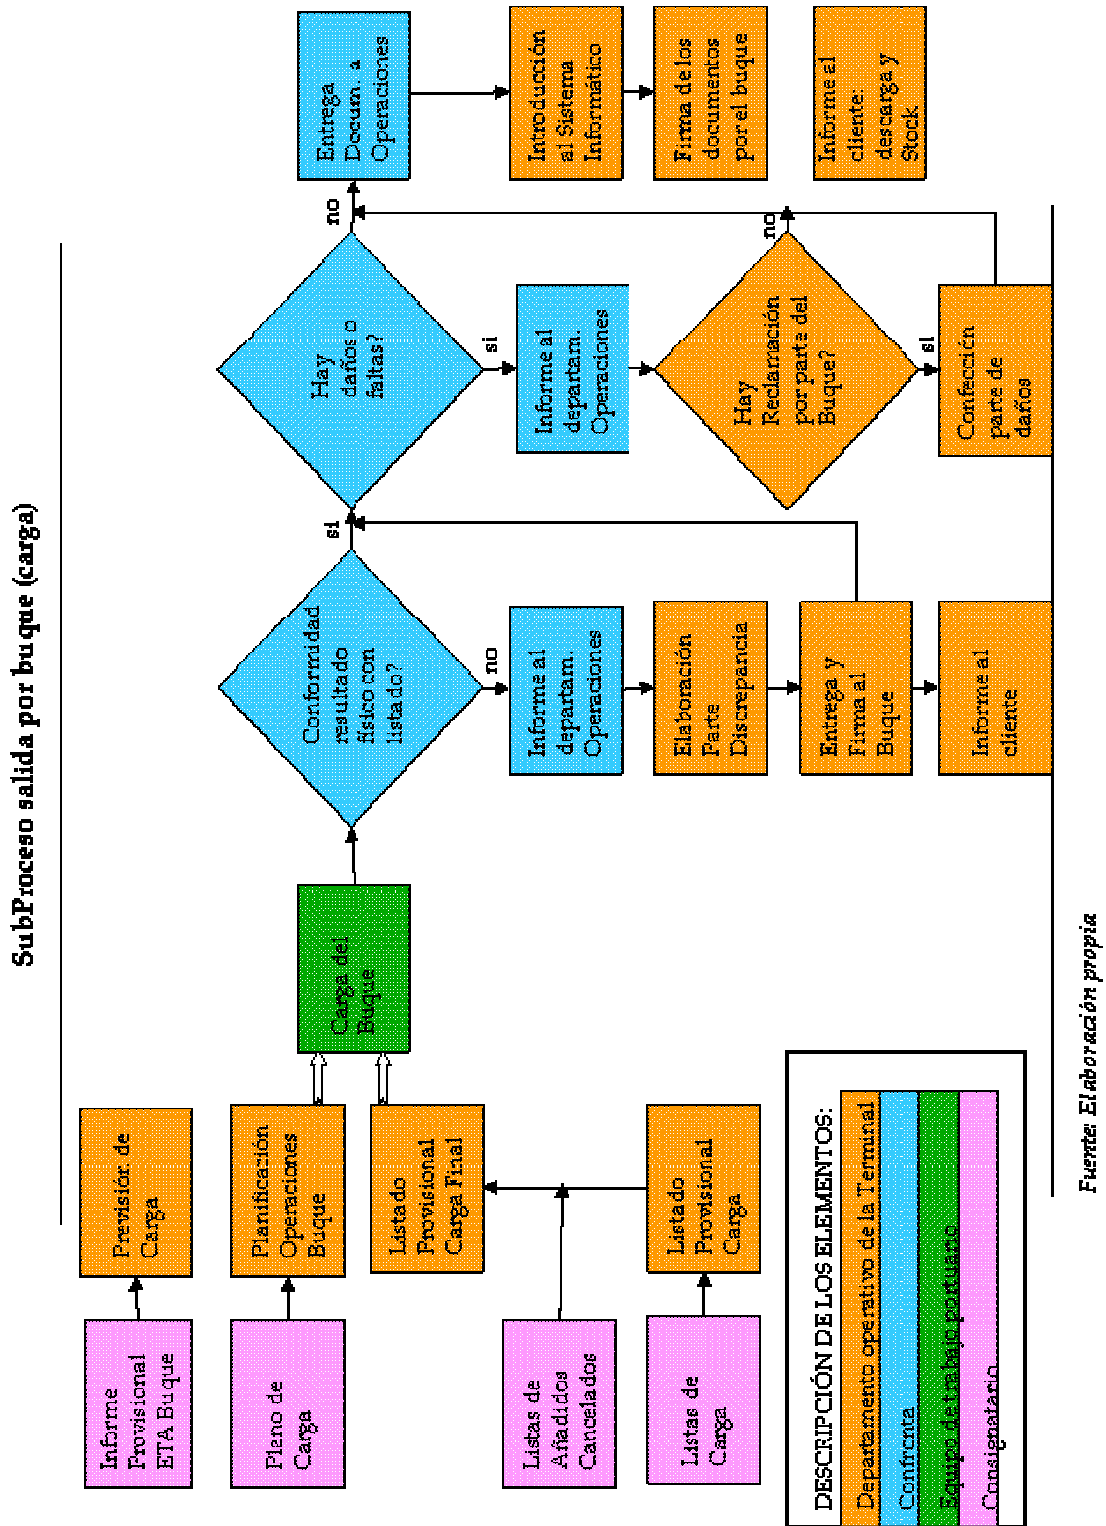 SubProceso salida por buque (carga)
Informe
Provisional
ETA Buque
Previsión de
Carga
Plano de
Carga
Planificación
Operaciones
Buque
Listas de
Añadidos
Cancelados
Listado
Provisional
Carga Final
Listas de
Carga
Listado
Provisional
Carga
Carga del
Buque
Conformidad
resultado
físico con
listado?
si
no
Informe al
departam.
Operaciones
Elaboración
Parte
Discrepancia
Entrega y
Firma al
Buque
Informe al
cliente
Hay
daños o
faltas?
no
si
Informe al
departam.
Operaciones
Hay
Reclamación
por parte del
Buque?
no
si
Confección
parte de
daños
Entrega
Docum. a
Operaciones
Introducción
al Sistema
Informático
Firma de los
documentos
por el buque
Informe al
cliente:
descarga y
Stock
DESCRIPCIÓN DE LOS ELEMENTOS:
Departamento operativo de la Terminal
Confronta
Equipo de trabajo portuario
Consignatario
Fuente: Elaboración propia